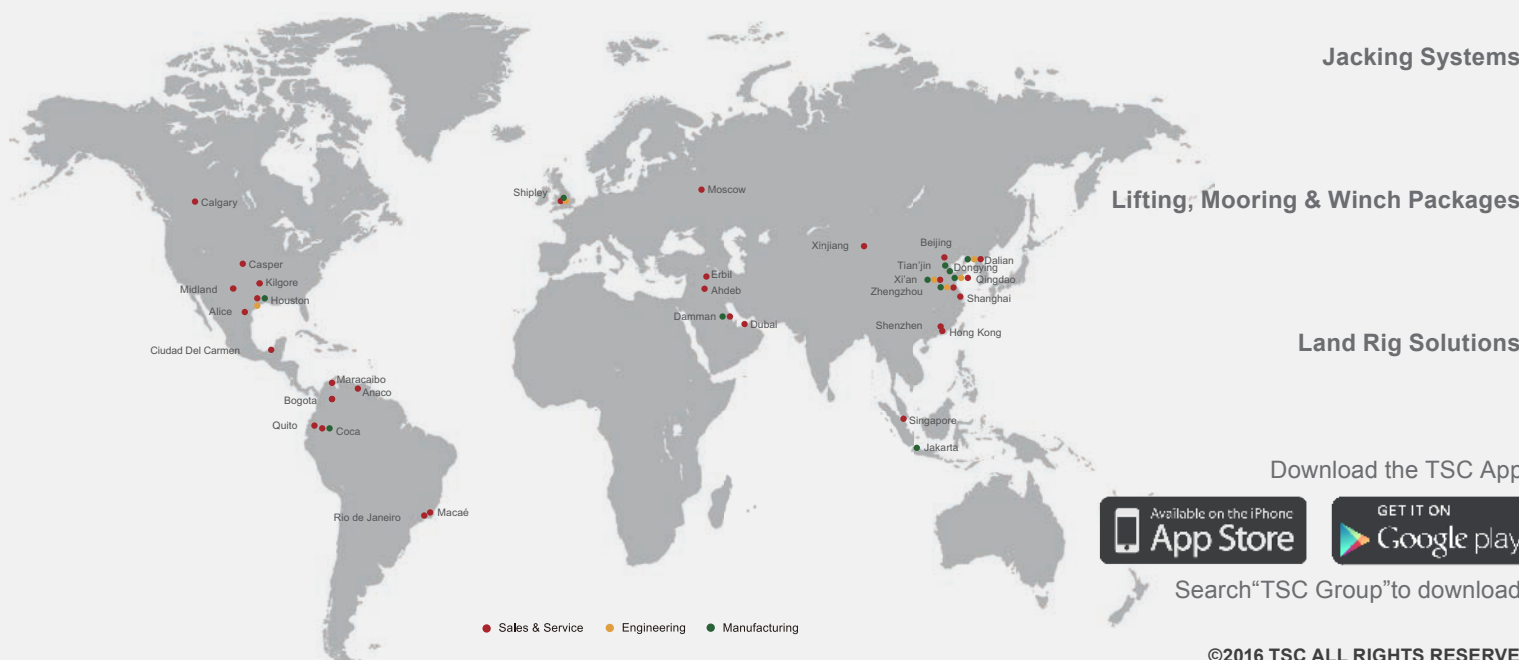 Jacking Systems
Lifting, Mooring & Winch Packages
Land Rig Solutions
Calgary
Casper
Kilgore
Midland
Houston
Alice
Ciudad Del Carmen
Maracaibo
Anaco
Bogota
Quito
Coca
Rio de Janeiro
Macaé
Shipley
Moscow
Erbil
Ahdeb
Damman
Dubal
Xinjiang
Beijing
Tian'jin
Dongying
Dalian
Xi'an
Qingdao
Zhengzhou
Shanghai
Shenzhen
Hong Kong
Singapore
Jakarta
Sales & Service
Engineering
Manufacturing
Download the TSC App
Available on the iPhone
App Store
GET IT ON
Google play
Search“TSC Group”to download
©2016 TSC ALL RIGHTS RESERVE